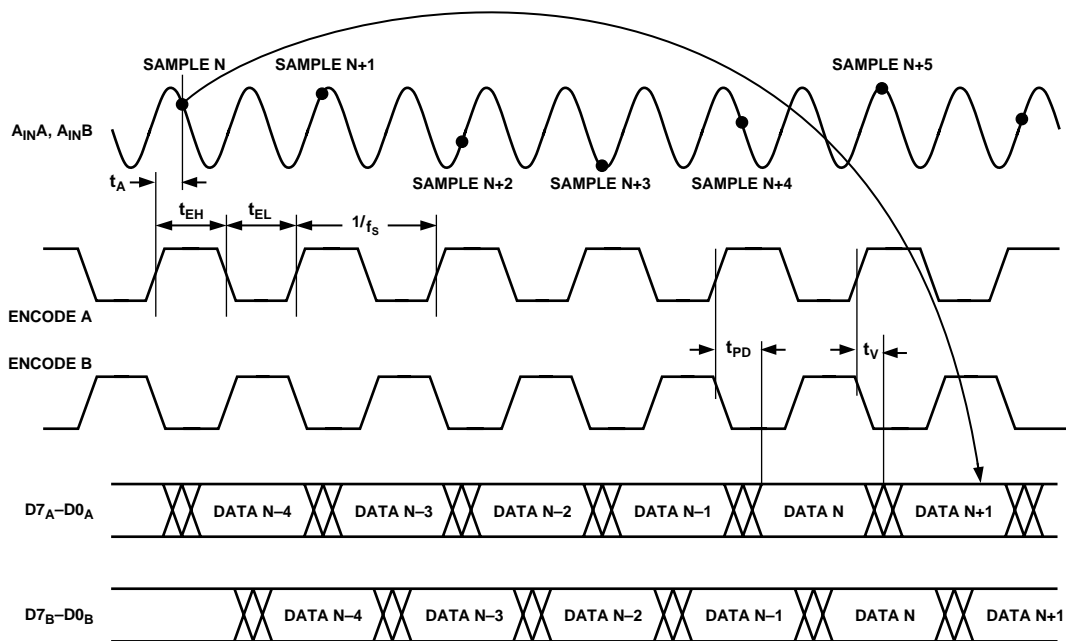 SAMPLE N
SAMPLE N+1
SAMPLE N+5
AINA, AINB
SAMPLE N+2
SAMPLE N+3
SAMPLE N+4
tA
tEH
tEL
1/fS
ENCODE A
ENCODE B
tPD
tV
D7A–D0A
DATA N–4
DATA N–3
DATA N–2
DATA N–1
DATA N
DATA N+1
D7B–D0B
DATA N–4
DATA N–3
DATA N–2
DATA N–1
DATA N
DATA N+1